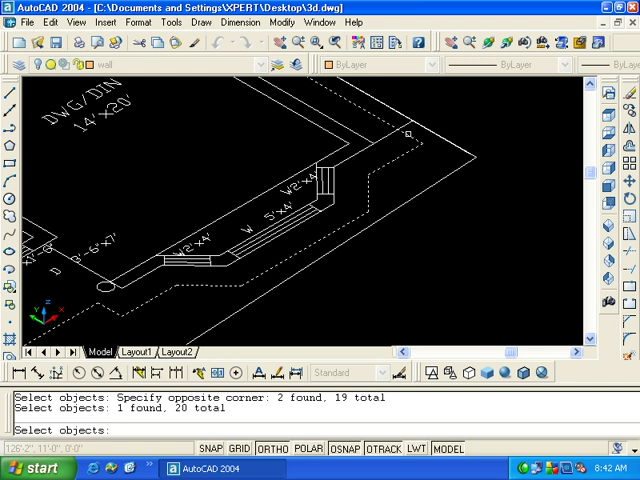 AutoCAD 2004 - [C:\Documents and Settings\XPERT\Desktop\3d.dwg]
File Edit View Insert Format Tools Draw Dimension Modify Window Help
wall
ByLayer
ByLayer
ByLayer
DWG/DIN
14'x20'
W2'x4'
W 5'x4'
W2'x4'
D 3'-6"x7'
Z
Y X
Model Layout1 Layout2
Standard
Select objects: Specify opposite corner: 2 found, 19 total
Select objects: 1 found, 20 total
Select objects:
126'-2", 11'-0", 0'-0" SNAP GRID ORTHO POLAR OSNAP OTRACK LWT MODEL
start
AutoCAD 2004
8:42 AM